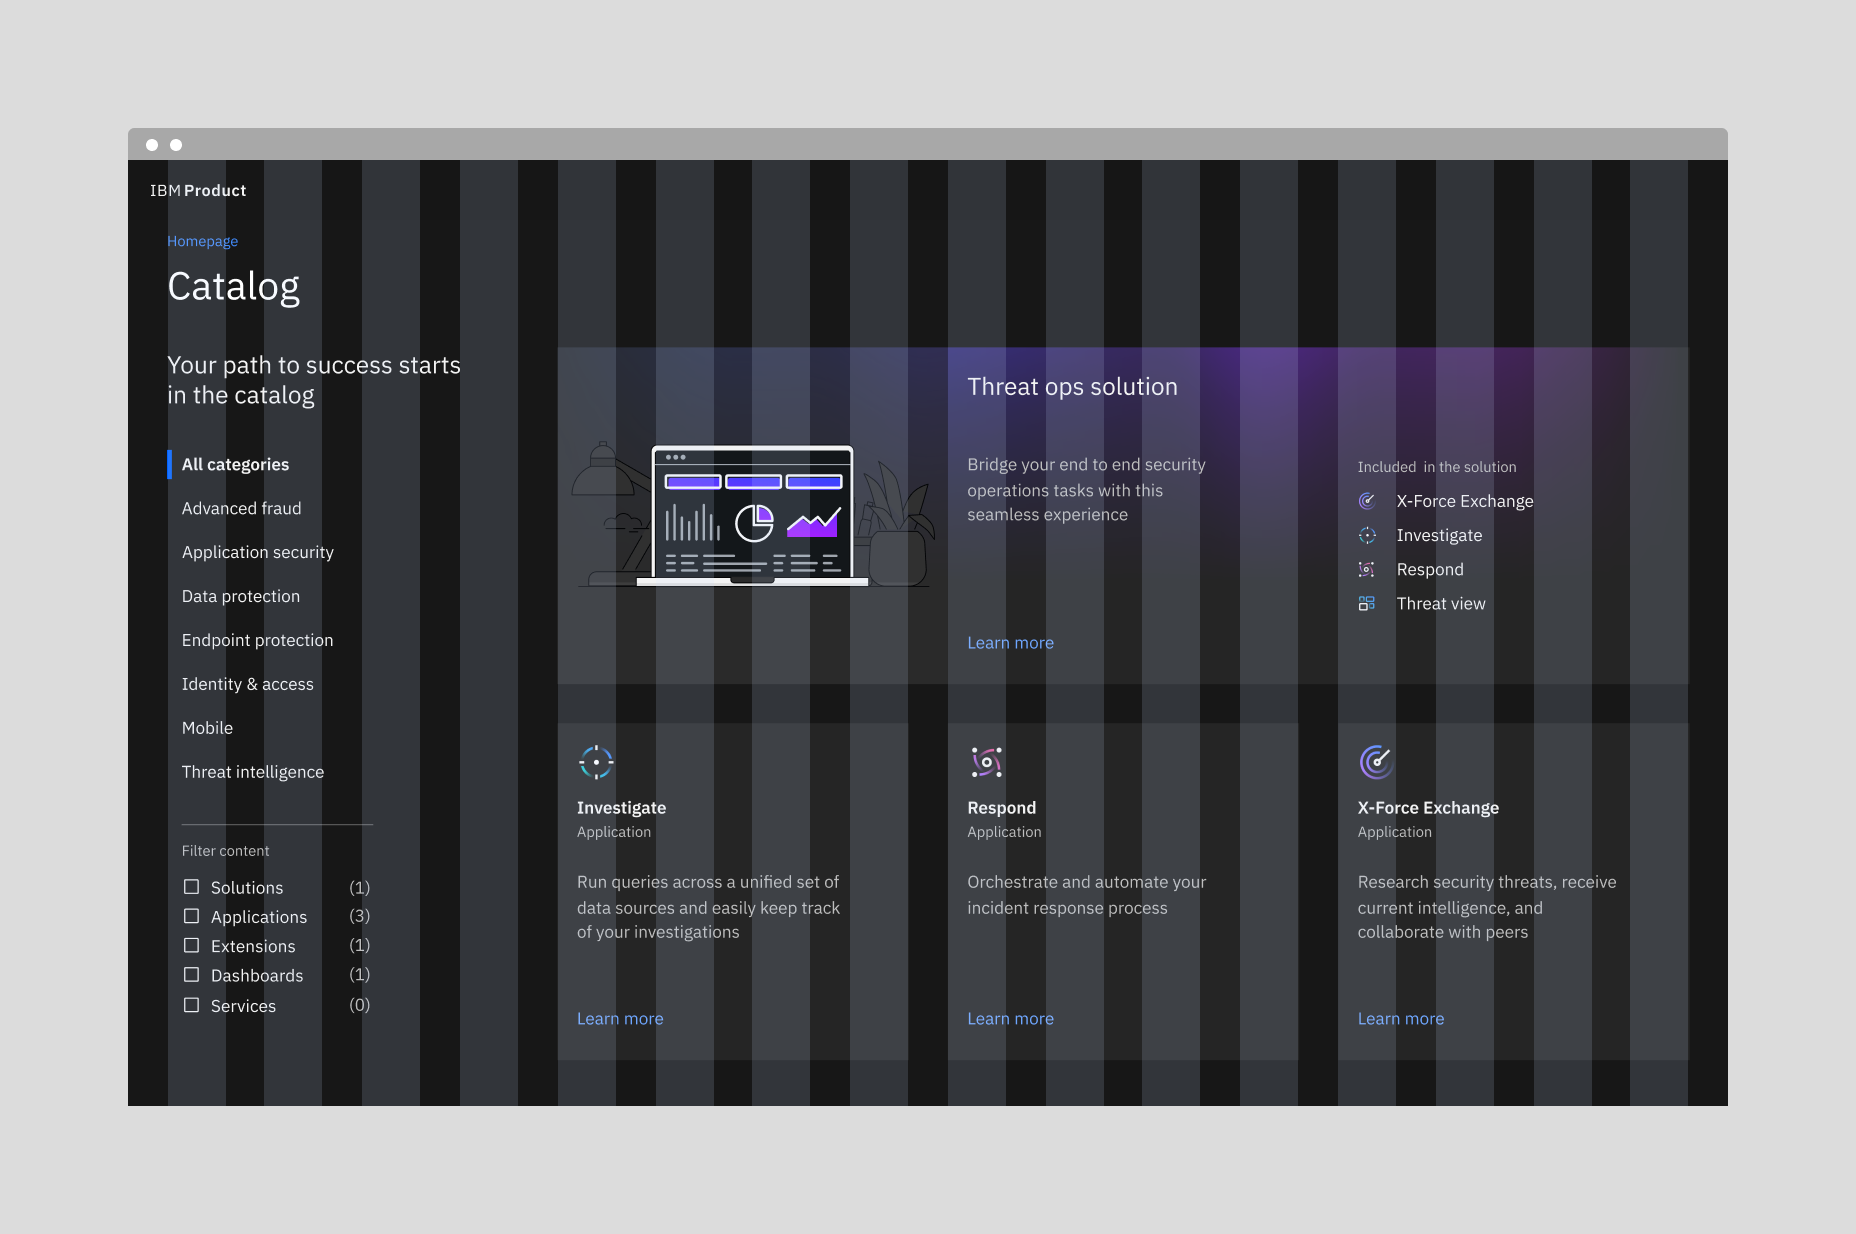 IBM Product
Homepage
Catalog
Your path to success starts
in the catalog
All categories
Advanced fraud
Application security
Data protection
Endpoint protection
Identity & access
Mobile
Threat intelligence
Filter content
Solutions (1)
Applications (3)
Extensions (1)
Dashboards (1)
Services (0)
Threat ops solution
Bridge your end to end security
operations tasks with this
seamless experience
Learn more
Included in the solution
X-Force Exchange
Investigate
Respond
Threat view
Investigate
Application
Run queries across a unified set of
data sources and easily keep track
of your investigations
Learn more
Respond
Application
Orchestrate and automate your
incident response process
Learn more
X-Force Exchange
Application
Research security threats, receive
current intelligence, and
collaborate with peers
Learn more